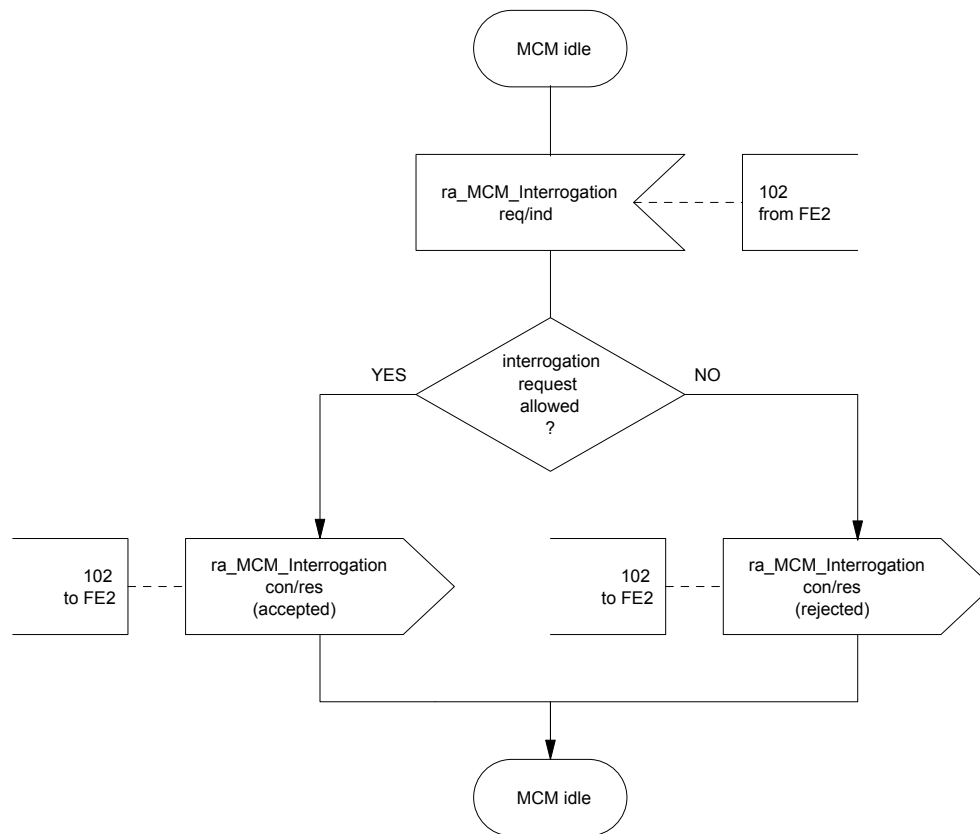 MCM idle
ra_MCM_Interrogation
req/ind
102
from FE2
interrogation
request
allowed
?
YES
NO
102
to FE2
ra_MCM_Interrogation
con/res
(accepted)
102
to FE2
ra_MCM_Interrogation
con/res
(rejected)
MCM idle